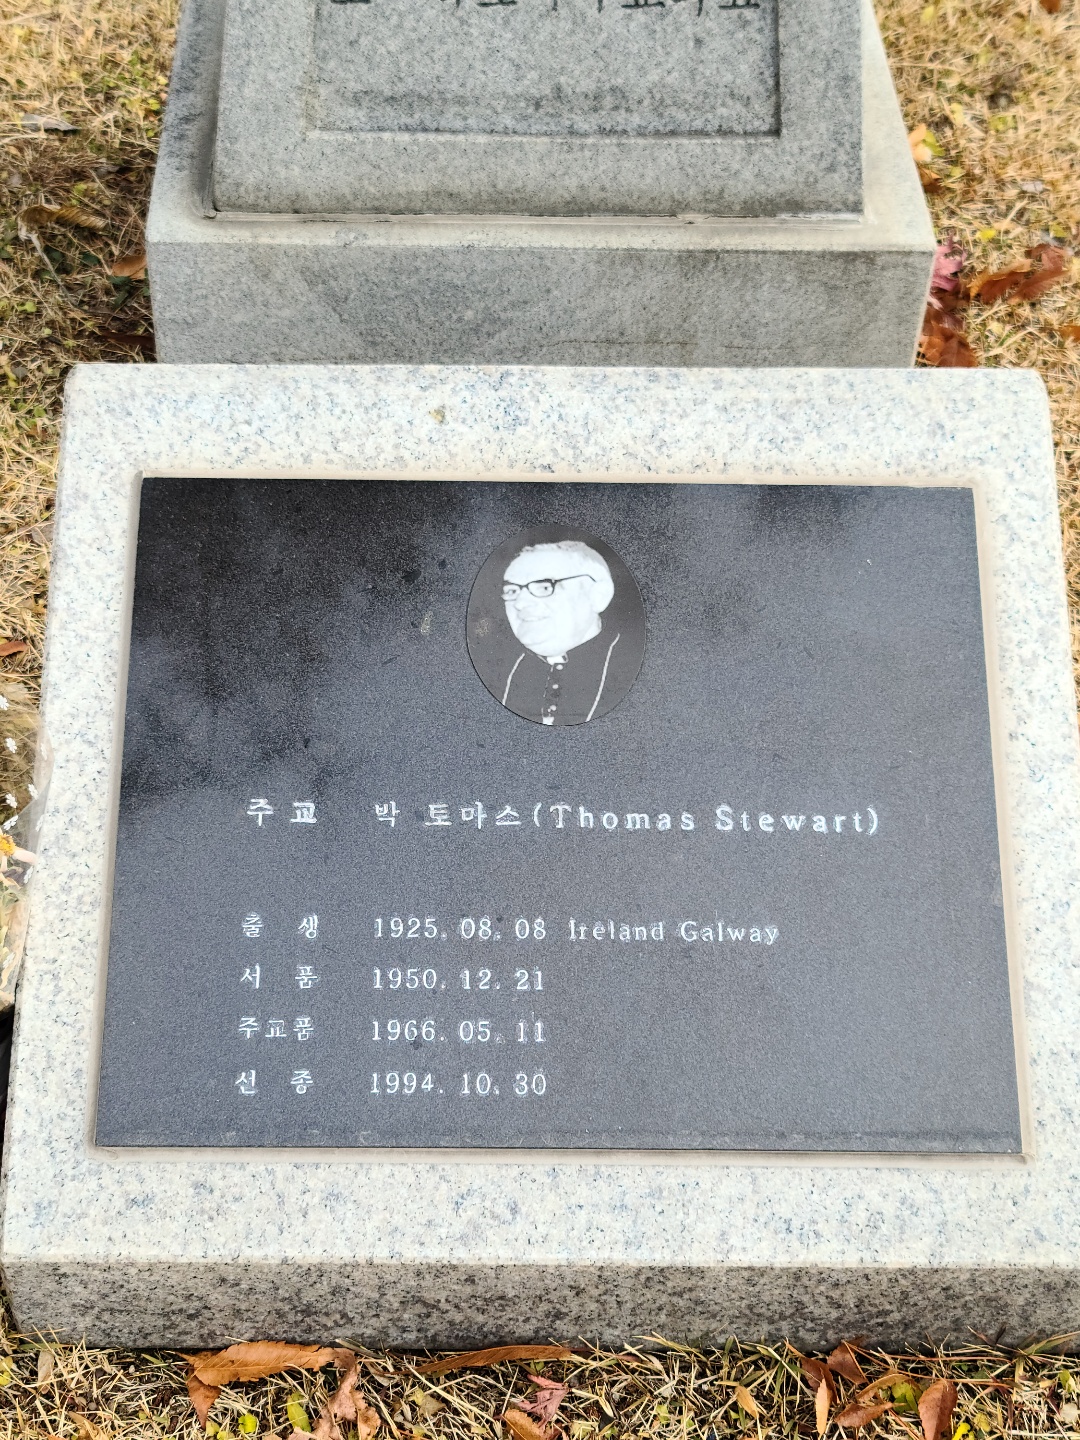 주교 박 토마스(Thomas Stewart)
출 생 1925. 08. 08 Ireland Galway
서 품 1950. 12. 21
주교품 1966. 05. 11
선 종 1994. 10. 30